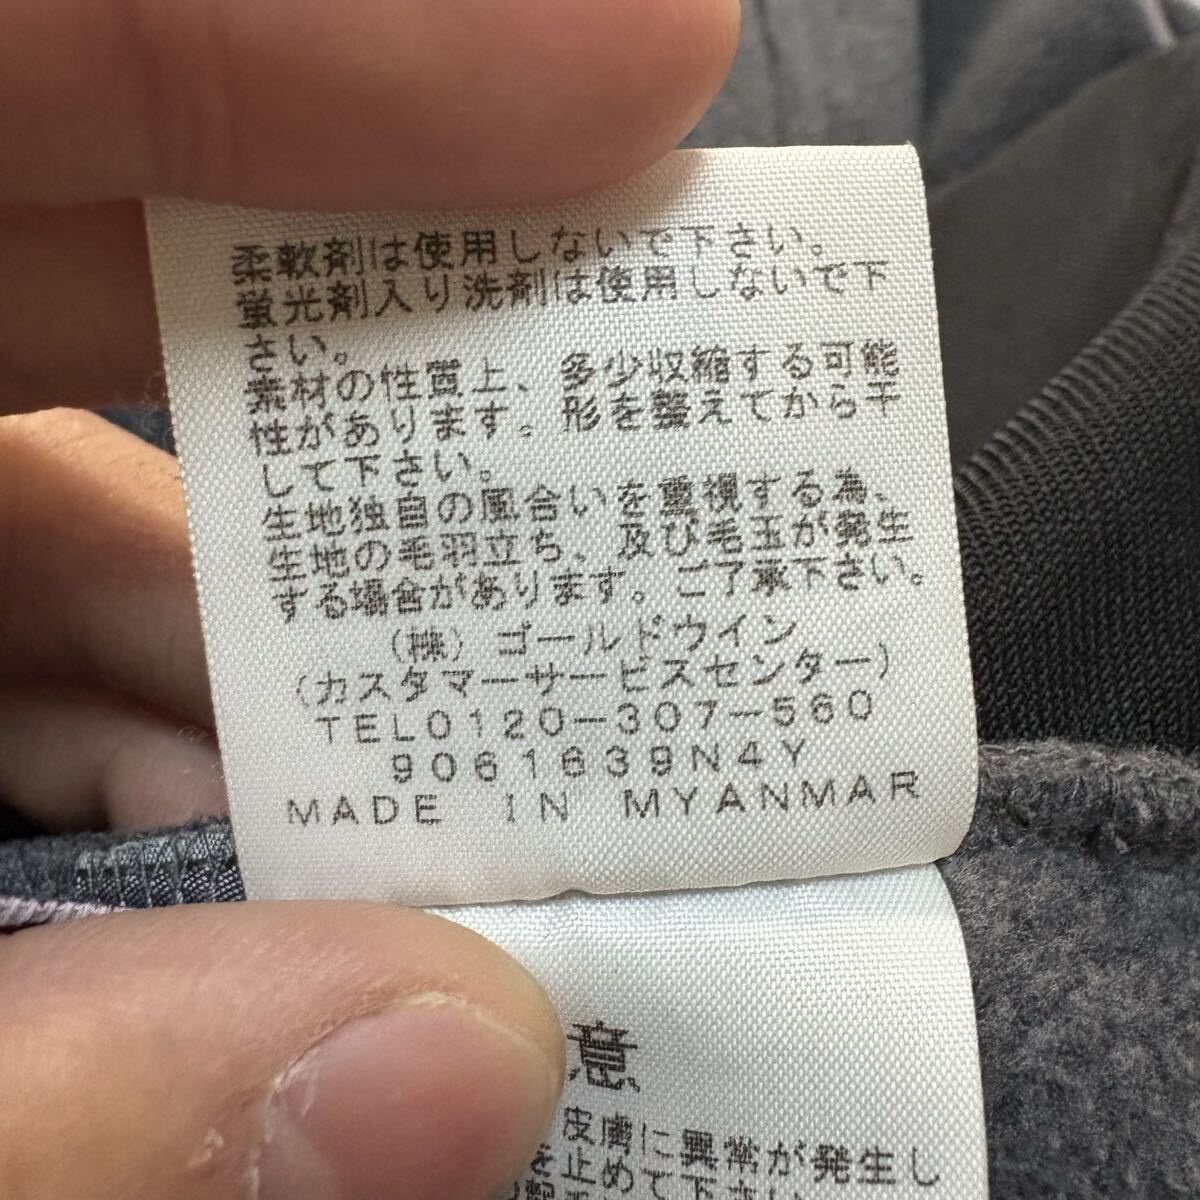 柔軟剤は使用しないで下さい。
蛍光剤入り洗剤は使用しないで下
さい。
素材の性質上、多少収縮する可能
性があります。形を整えてから干
して下さい。
生地独自の風合いを重視する為、
生地の毛羽立ち、及び毛玉が発生
する場合があります。ご了承下さい。
(株)ゴールドウイン
(カスタマーサービスセンター)
TEL0120-307-560
9061639N4Y
MADE IN MYANMAR
意
皮膚に異常が発生し
止めて下さ